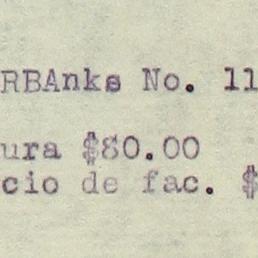 RBAnks No. 11
ura $80.00
cio de fac. $